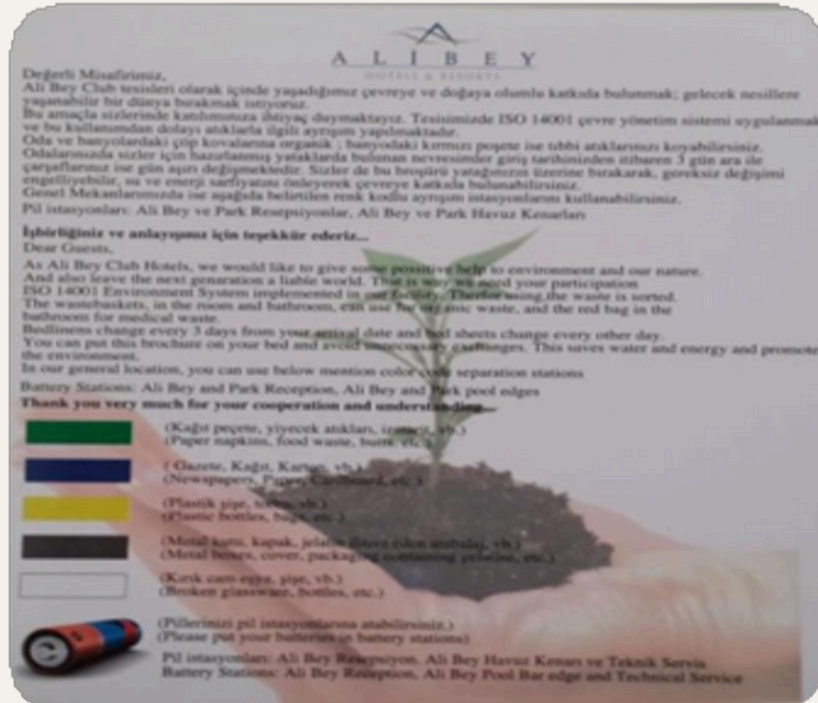 ALİBEY
HOTELS & RESORTS
Değerli Misafirimiz,
Ali Bey Club tesisleri olarak içinde yaşadığımız çevreye ve doğaya olumlu katkıda bulunmak; gelecek nesillere
yaşanabilir bir dünya bırakmak istiyoruz.
Bu amaçla sizlerinde katılımınıza ihtiyaç duymaktayız. Tesisimizde ISO 14001 çevre yönetim sistemi uygulanmak
ve bu kullanımdan dolayı atıklarla ilgili ayrışım yapılmaktadır.
Oda ve banyolardaki çöp kovalarına organik ; banyodaki kırmızı poşete ise tıbbi atıklarınızı koyabilirsiniz.
Odalarınızda sizler için hazırlanmış yataklarda bulunan nevresimler giriş tarihinizden itibaren 3 gün ara ile
çarşaflarınız ise gün aşırı değişmektedir. Sizler de bu broşürü yatağınızın üzerine bırakarak, gereksiz değişimi
engelliyebilir, su ve enerji sarfiyatını önleyerek çevreye katkıda bulunabilirsiniz.
Genel Mekanlarımızda ise aşağıda belirtilen renk kodlu ayrışım istasyonlarını kullanabilirsiniz.
Pil istasyonları: Ali Bey ve Park Resepsiyonlar, Ali Bey ve Park Havuz Kenarları
İşbirliğiniz ve anlayışınız için teşekkür ederiz...
Dear Guests,
As Ali Bey Club Hotels, we would like to give some possitive help to environment and our nature.
And also leave the next genaration a liable world. That is why we need your participation
ISO 14001 Environment System implemented in our facility. Therfor using the waste is sorted.
The wastebaskets, in the room and bathroom, can use for organic waste, and the red bag in the
bathroom for medical waste.
Bedlinens change every 3 days from your arrival date and bed sheets change every other day.
You can put this brochure on your bed and avoid unnecessary exchanges. This saves water and energy and promote
the environment.
In our general location, you can use below mention color code separation stations
Battery Stations: Ali Bey and Park Reception, Ali Bey and Park pool edges
Thank you very much for your cooperation and understanding...
(Kağıt peçete, yiyecek atıkları, izmarit, vb.)
(Paper napkins, food waste, butts, etc.)
( Gazete, Kağıt, Karton, vb.)
(Newspapers, Paper, Cardboard, etc.)
(Plastik şişe, torba, vb.)
(Plastic bottles, bags, etc.)
(Metal kutu, kapak, jelatin ihtiva eden ambalaj, vb.)
(Metal boxes, cover, packaging containing gelatine, etc.)
(Kırık cam eşya, şişe, vb.)
(Broken glassware, bottles, etc.)
(Pillerinizi pil istasyonlarına atabilirsiniz.)
(Please put your batteries in battery stations)
Pil istasyonları: Ali Bey Resepsiyon, Ali Bey Havuz Kenarı ve Teknik Servis
Battery Stations: Ali Bey Reception, Ali Bey Pool Bar edge and Technical Service